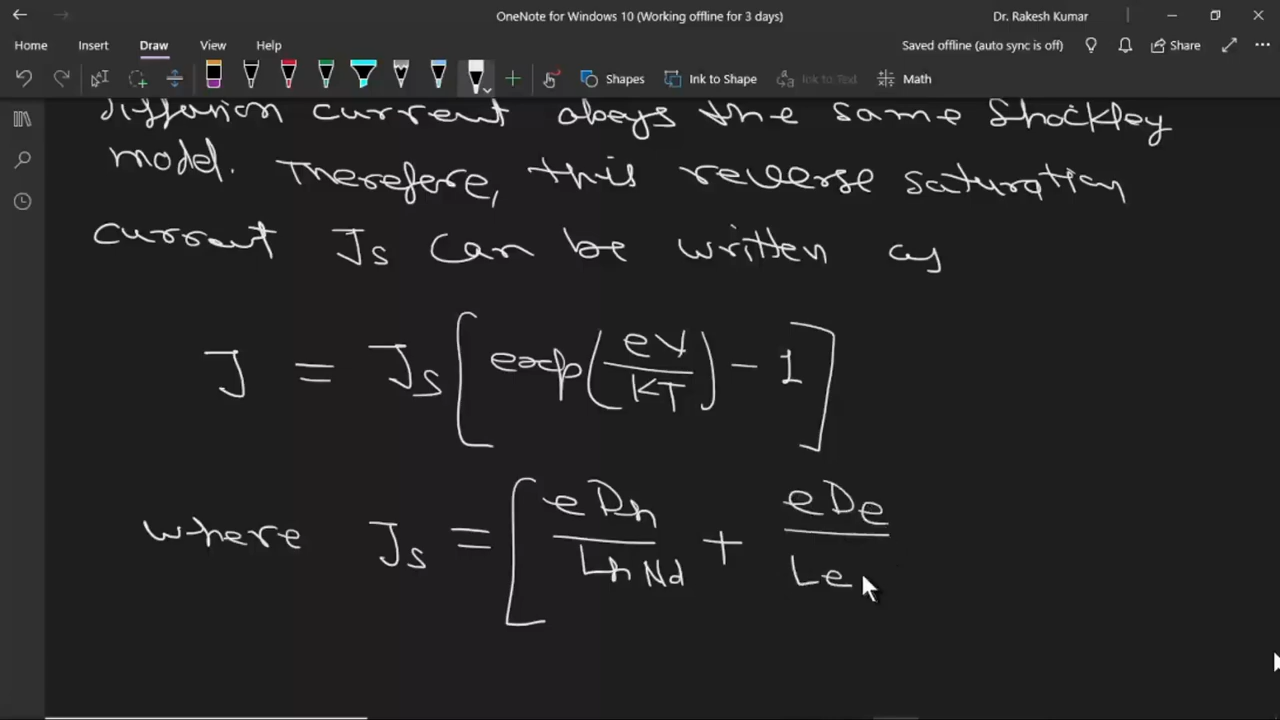 OneNote for Windows 10 (Working offline for 3 days)
Dr. Rakesh Kumar
Home Insert Draw View Help
Saved offline (auto sync is off) Share
Shapes Ink to Shape Ink to Text Math
diffusion current obeys the same Shockley
model. Therefore, this reverse saturation
current Js can be written as
J = Js [ exp( eV / KT ) - 1 ]
where Js = [ eDh / Lh Nd + eDe / Le